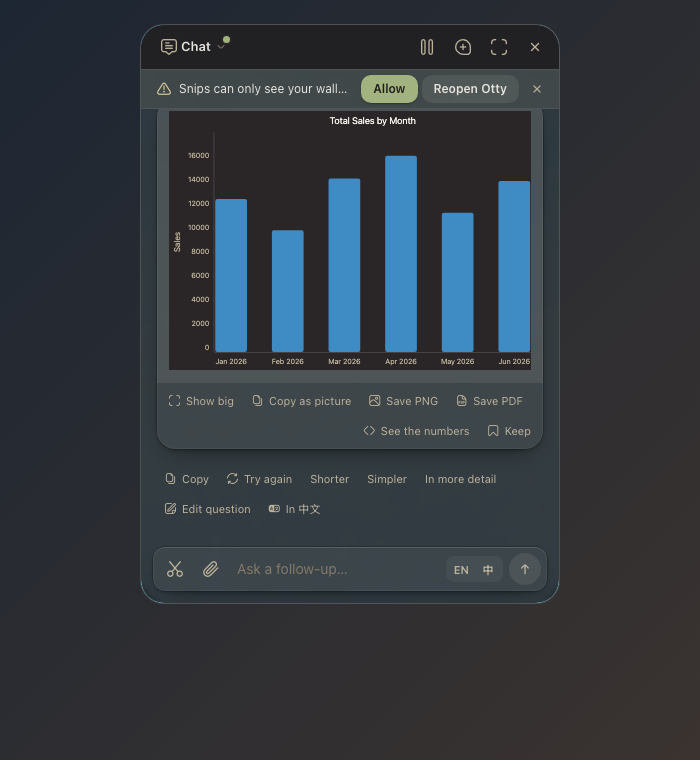 Chat
Snips can only see your wall... Allow Reopen Otty
Total Sales by Month
16000
14000
12000
10000
8000
6000
4000
2000
0
Sales
Jan 2026 Feb 2026 Mar 2026 Apr 2026 May 2026 Jun 2026
Show big Copy as picture Save PNG Save PDF
See the numbers Keep
Copy Try again Shorter Simpler In more detail
Edit question In 中文
Ask a follow-up... EN 中